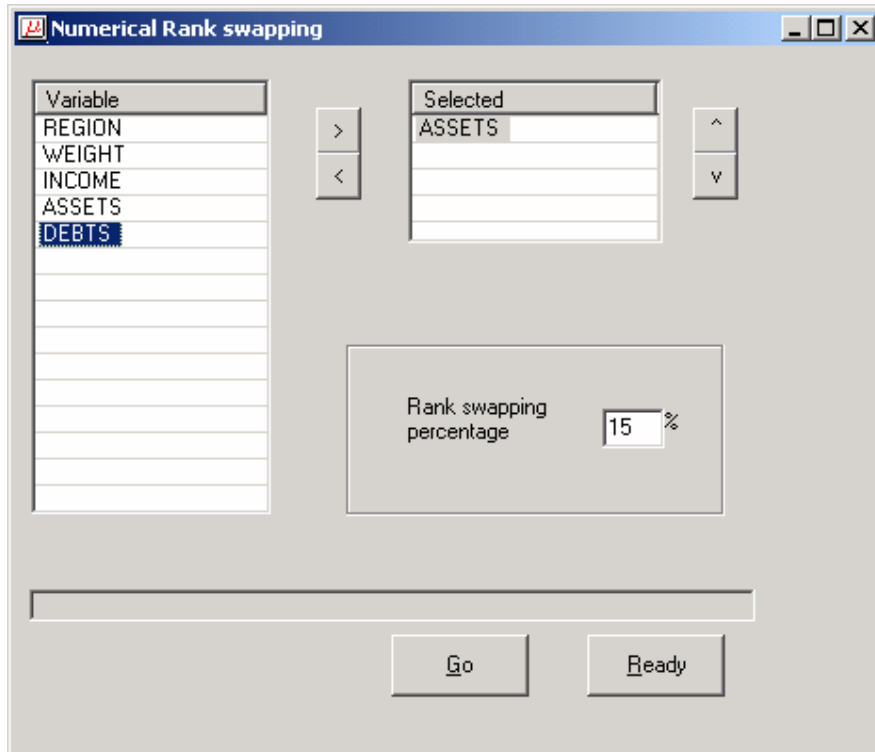 μ Numerical Rank swapping
Variable
REGION
WEIGHT
INCOME
ASSETS
DEBTS
>
<
Selected
ASSETS
^
v
Rank swapping
percentage
15 %
Go
Ready